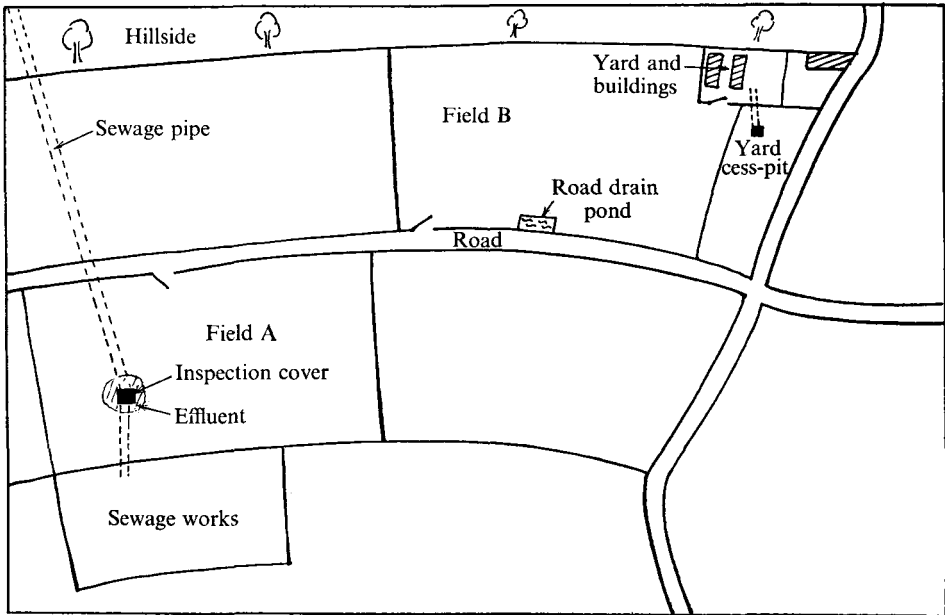 Hillside
Yard and
buildings
Field B
Sewage pipe
Yard
cess-pit
Road drain
pond
Road
Field A
Inspection cover
Effluent
Sewage works